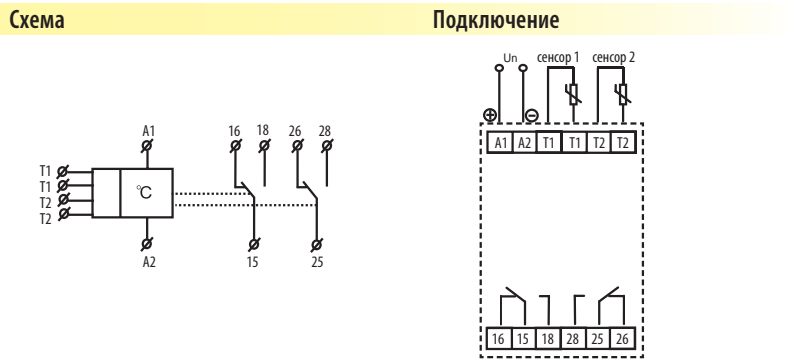 Схема
Подключение
A1
16 18 26 28
T1
T1
T2
T2
°C
A2
15
25
Un сенсор 1 сенсор 2
+ −
A1 A2 T1 T1 T2 T2
16 15 18 28 25 26